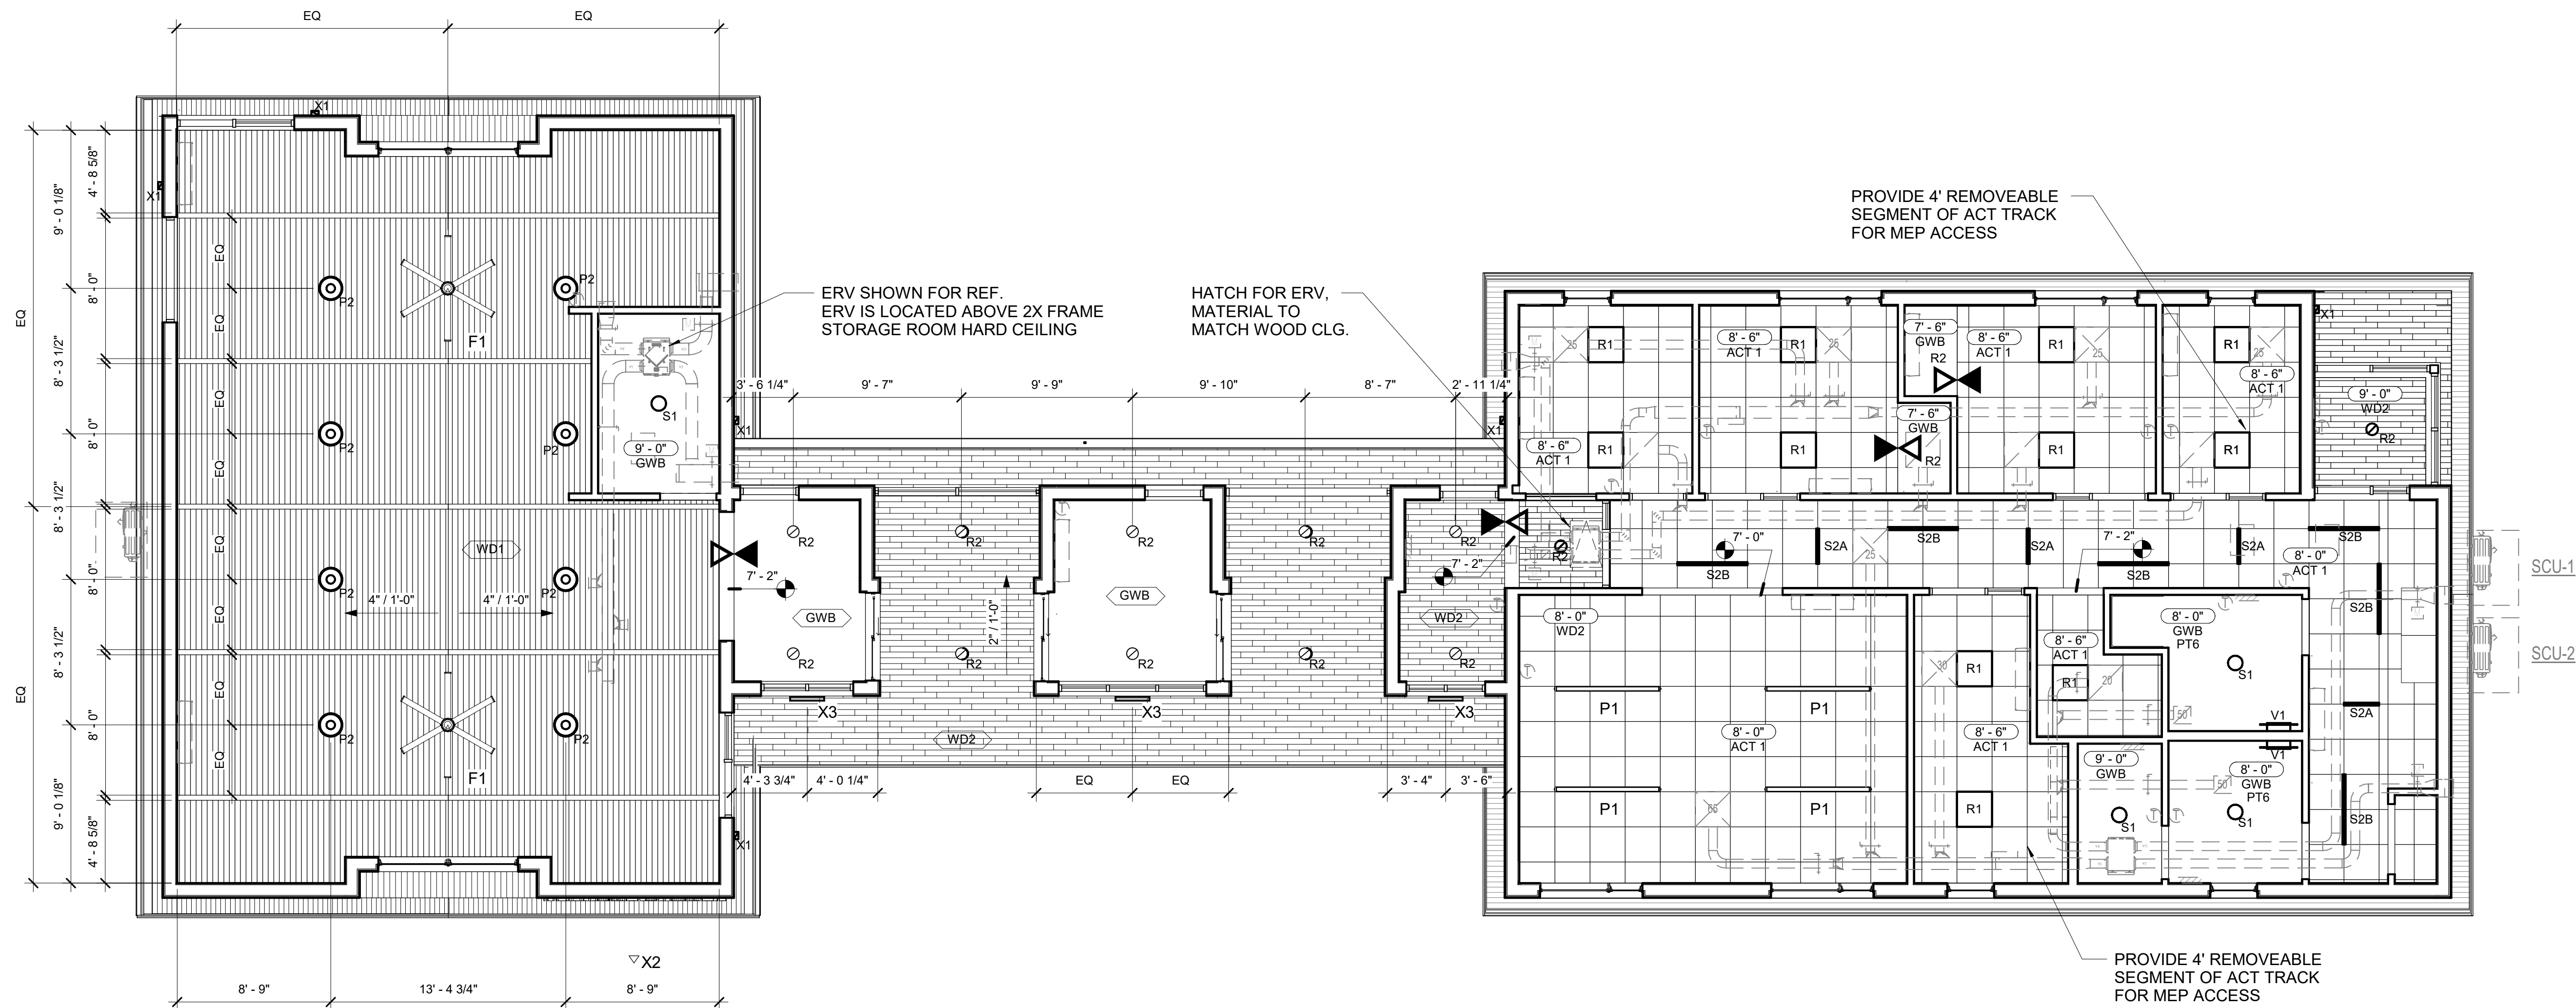 EQ
EQ
X1
X1
4' - 8 5/8"
9' - 0 1/8"
8' - 0"
8' - 3 1/2"
8' - 0"
8' - 3 1/2"
8' - 0"
8' - 3 1/2"
8' - 0"
9' - 0 1/8"
4' - 8 5/8"
EQ
EQ
EQ
EQ
EQ
EQ
EQ
EQ
EQ
EQ
P2
P2
F1
S1
9' - 0"
GWB
P2
P2
WD1
P2
P2
4" / 1'-0"
4" / 1'-0"
P2
P2
F1
X1
X1
X2
8' - 9"
13' - 4 3/4"
8' - 9"
ERV SHOWN FOR REF.
ERV IS LOCATED ABOVE 2X FRAME
STORAGE ROOM HARD CEILING
HATCH FOR ERV,
MATERIAL TO
MATCH WOOD CLG.
3' - 6 1/4"
9' - 7"
9' - 9"
9' - 10"
8' - 7"
2' - 11 1/4"
X1
R2
R2
R2
R2
R2
7' - 2"
GWB
GWB
2" / 1'-0"
WD2
7' - 2"
R2
R2
R2
R2
R2
R2
X3
X3
X3
WD2
4' - 3 3/4"
4' - 0 1/4"
EQ
EQ
3' - 4"
3' - 6"
PROVIDE 4' REMOVEABLE
SEGMENT OF ACT TRACK
FOR MEP ACCESS
25
R1
8' - 6"
ACT 1
R1
25
7' - 6"
GWB
R2
8' - 6"
ACT 1
R1
25
R1
25
8' - 6"
ACT 1
X1
9' - 0"
WD2
R2
8' - 6"
ACT 1
R1
R1
7' - 6"
GWB
R2
R1
R1
7' - 0"
S2A
S2B
S2A
7' - 2"
S2A
S2B
S2B
25
S2B
8' - 0"
ACT 1
SCU-1
SCU-2
8' - 0"
WD2
8' - 0"
GWB
PT6
S1
S2B
8' - 6"
ACT 1
R1
30
R1
20
P1
P1
8' - 0"
ACT 1
8' - 6"
ACT 1
50
V1
V1
S2A
P1
P1
65
R1
9' - 0"
GWB
S1
50
8' - 0"
GWB
PT6
S1
S2B
PROVIDE 4' REMOVEABLE
SEGMENT OF ACT TRACK
FOR MEP ACCESS